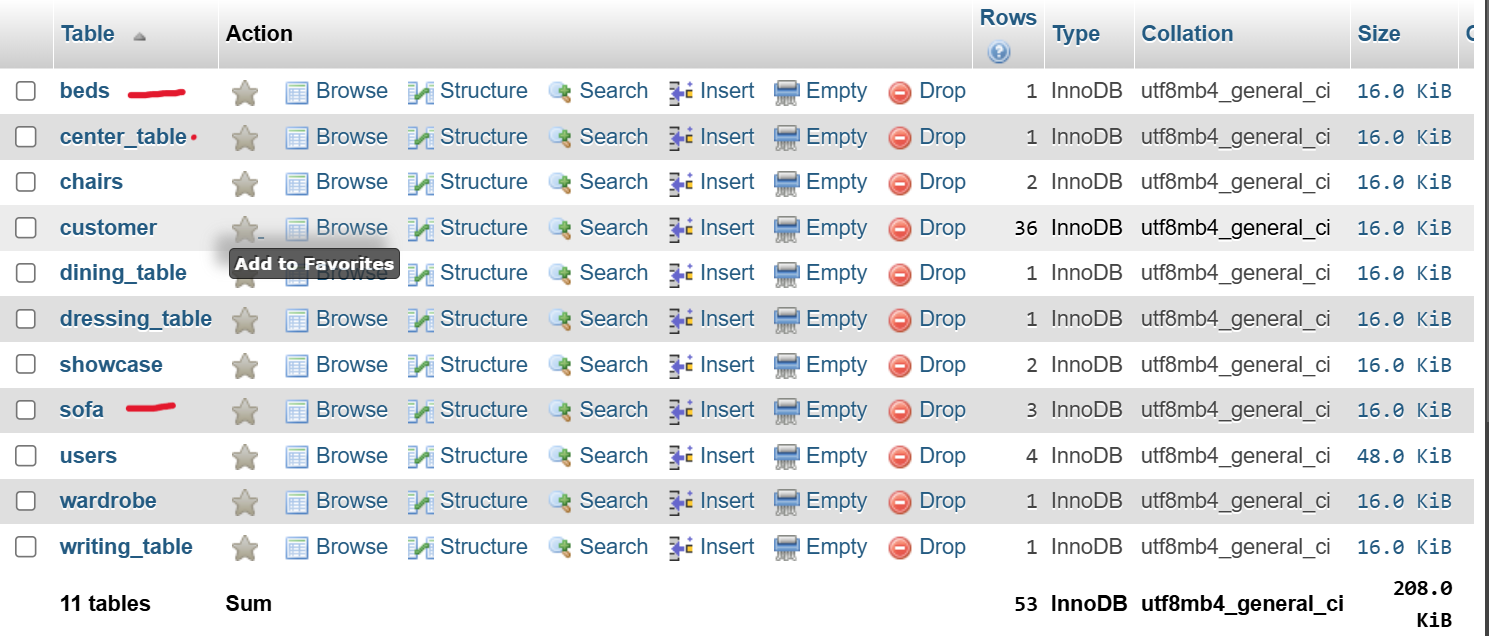 Table Action Rows Type Collation Size
beds Browse Structure Search Insert Empty Drop 1 InnoDB utf8mb4_general_ci 16.0 KiB
center_table Browse Structure Search Insert Empty Drop 1 InnoDB utf8mb4_general_ci 16.0 KiB
chairs Browse Structure Search Insert Empty Drop 2 InnoDB utf8mb4_general_ci 16.0 KiB
customer Browse Structure Search Insert Empty Drop 36 InnoDB utf8mb4_general_ci 16.0 KiB
Add to Favorites
dining_table Structure Search Insert Empty Drop 1 InnoDB utf8mb4_general_ci 16.0 KiB
dressing_table Browse Structure Search Insert Empty Drop 1 InnoDB utf8mb4_general_ci 16.0 KiB
showcase Browse Structure Search Insert Empty Drop 2 InnoDB utf8mb4_general_ci 16.0 KiB
sofa Browse Structure Search Insert Empty Drop 3 InnoDB utf8mb4_general_ci 16.0 KiB
users Browse Structure Search Insert Empty Drop 4 InnoDB utf8mb4_general_ci 48.0 KiB
wardrobe Browse Structure Search Insert Empty Drop 1 InnoDB utf8mb4_general_ci 16.0 KiB
writing_table Browse Structure Search Insert Empty Drop 1 InnoDB utf8mb4_general_ci 16.0 KiB
11 tables Sum 53 InnoDB utf8mb4_general_ci 208.0
KiB